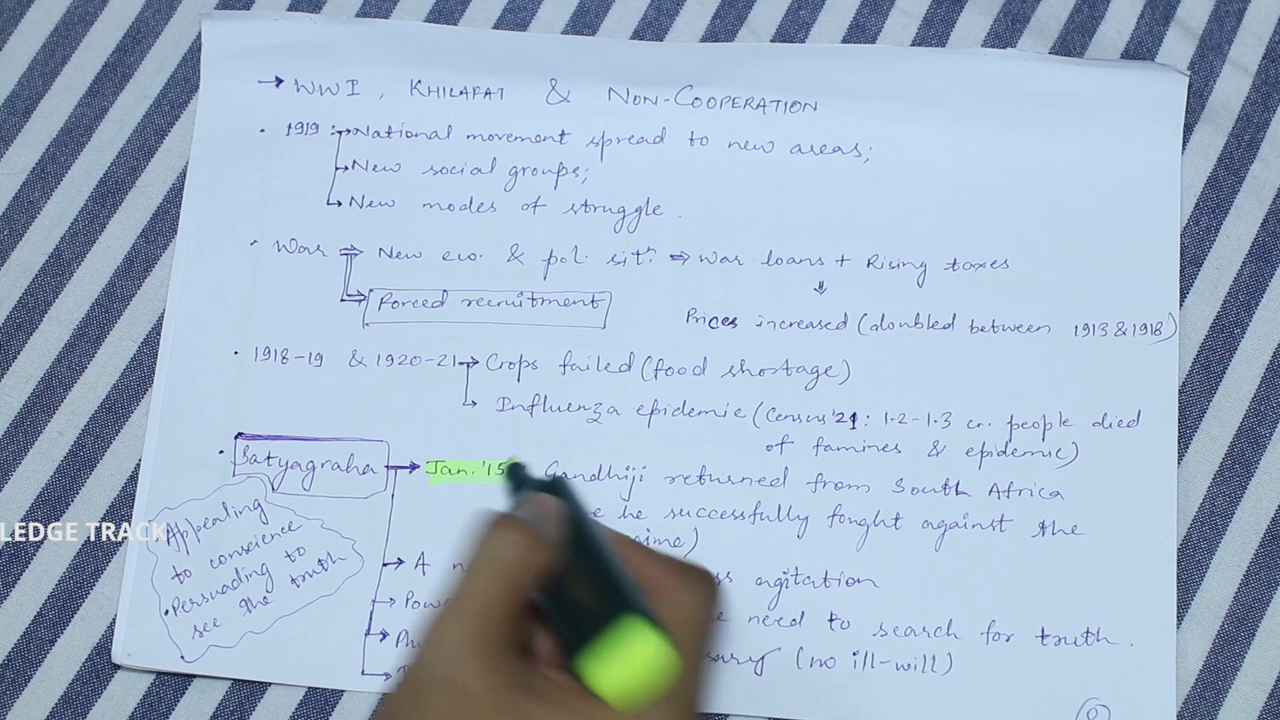 → WWI, KHILAFAT & NON-COOPERATION
• 1919 :→ National movement spread to new areas;
→ New social groups;
→ New modes of struggle.
• War ⇒ New eco. & pol. sitⁿ. ⇒ War loans + Rising taxes
⇓
⇒ Forced recruitment
Prices increased (doubled between 1913 & 1918)
• 1918-19 & 1920-21 → Crops failed (food shortage)
→ Influenza epidemic (Census '21: 1.2-1.3 cr. people died
of famines & epidemic)
• Satyagraha → Jan. '15 Gandhiji returned from South Africa
he successfully fought against the
• Appealing
to conscience
• Persuading to
see the truth
→ A agitation
need to search for truth.
(no ill-will)
LEDGE TRACK